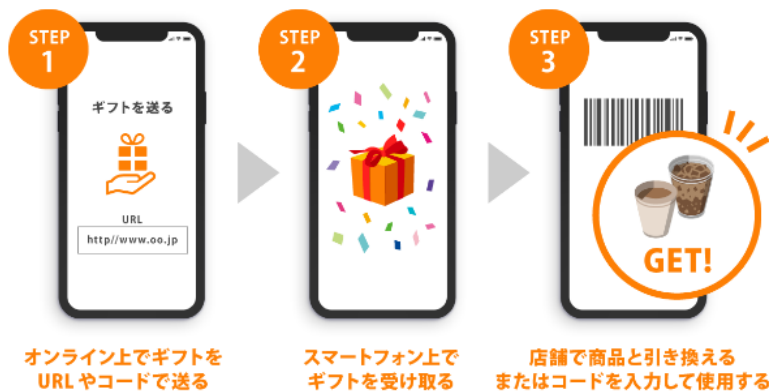 STEP
1
ギフトを送る
URL
http//www.oo.jp
オンライン上でギフトを
URLやコードで送る
STEP
2
スマートフォン上で
ギフトを受け取る
STEP
3
GET!
店舗で商品と引き換える
またはコードを入力して使用する